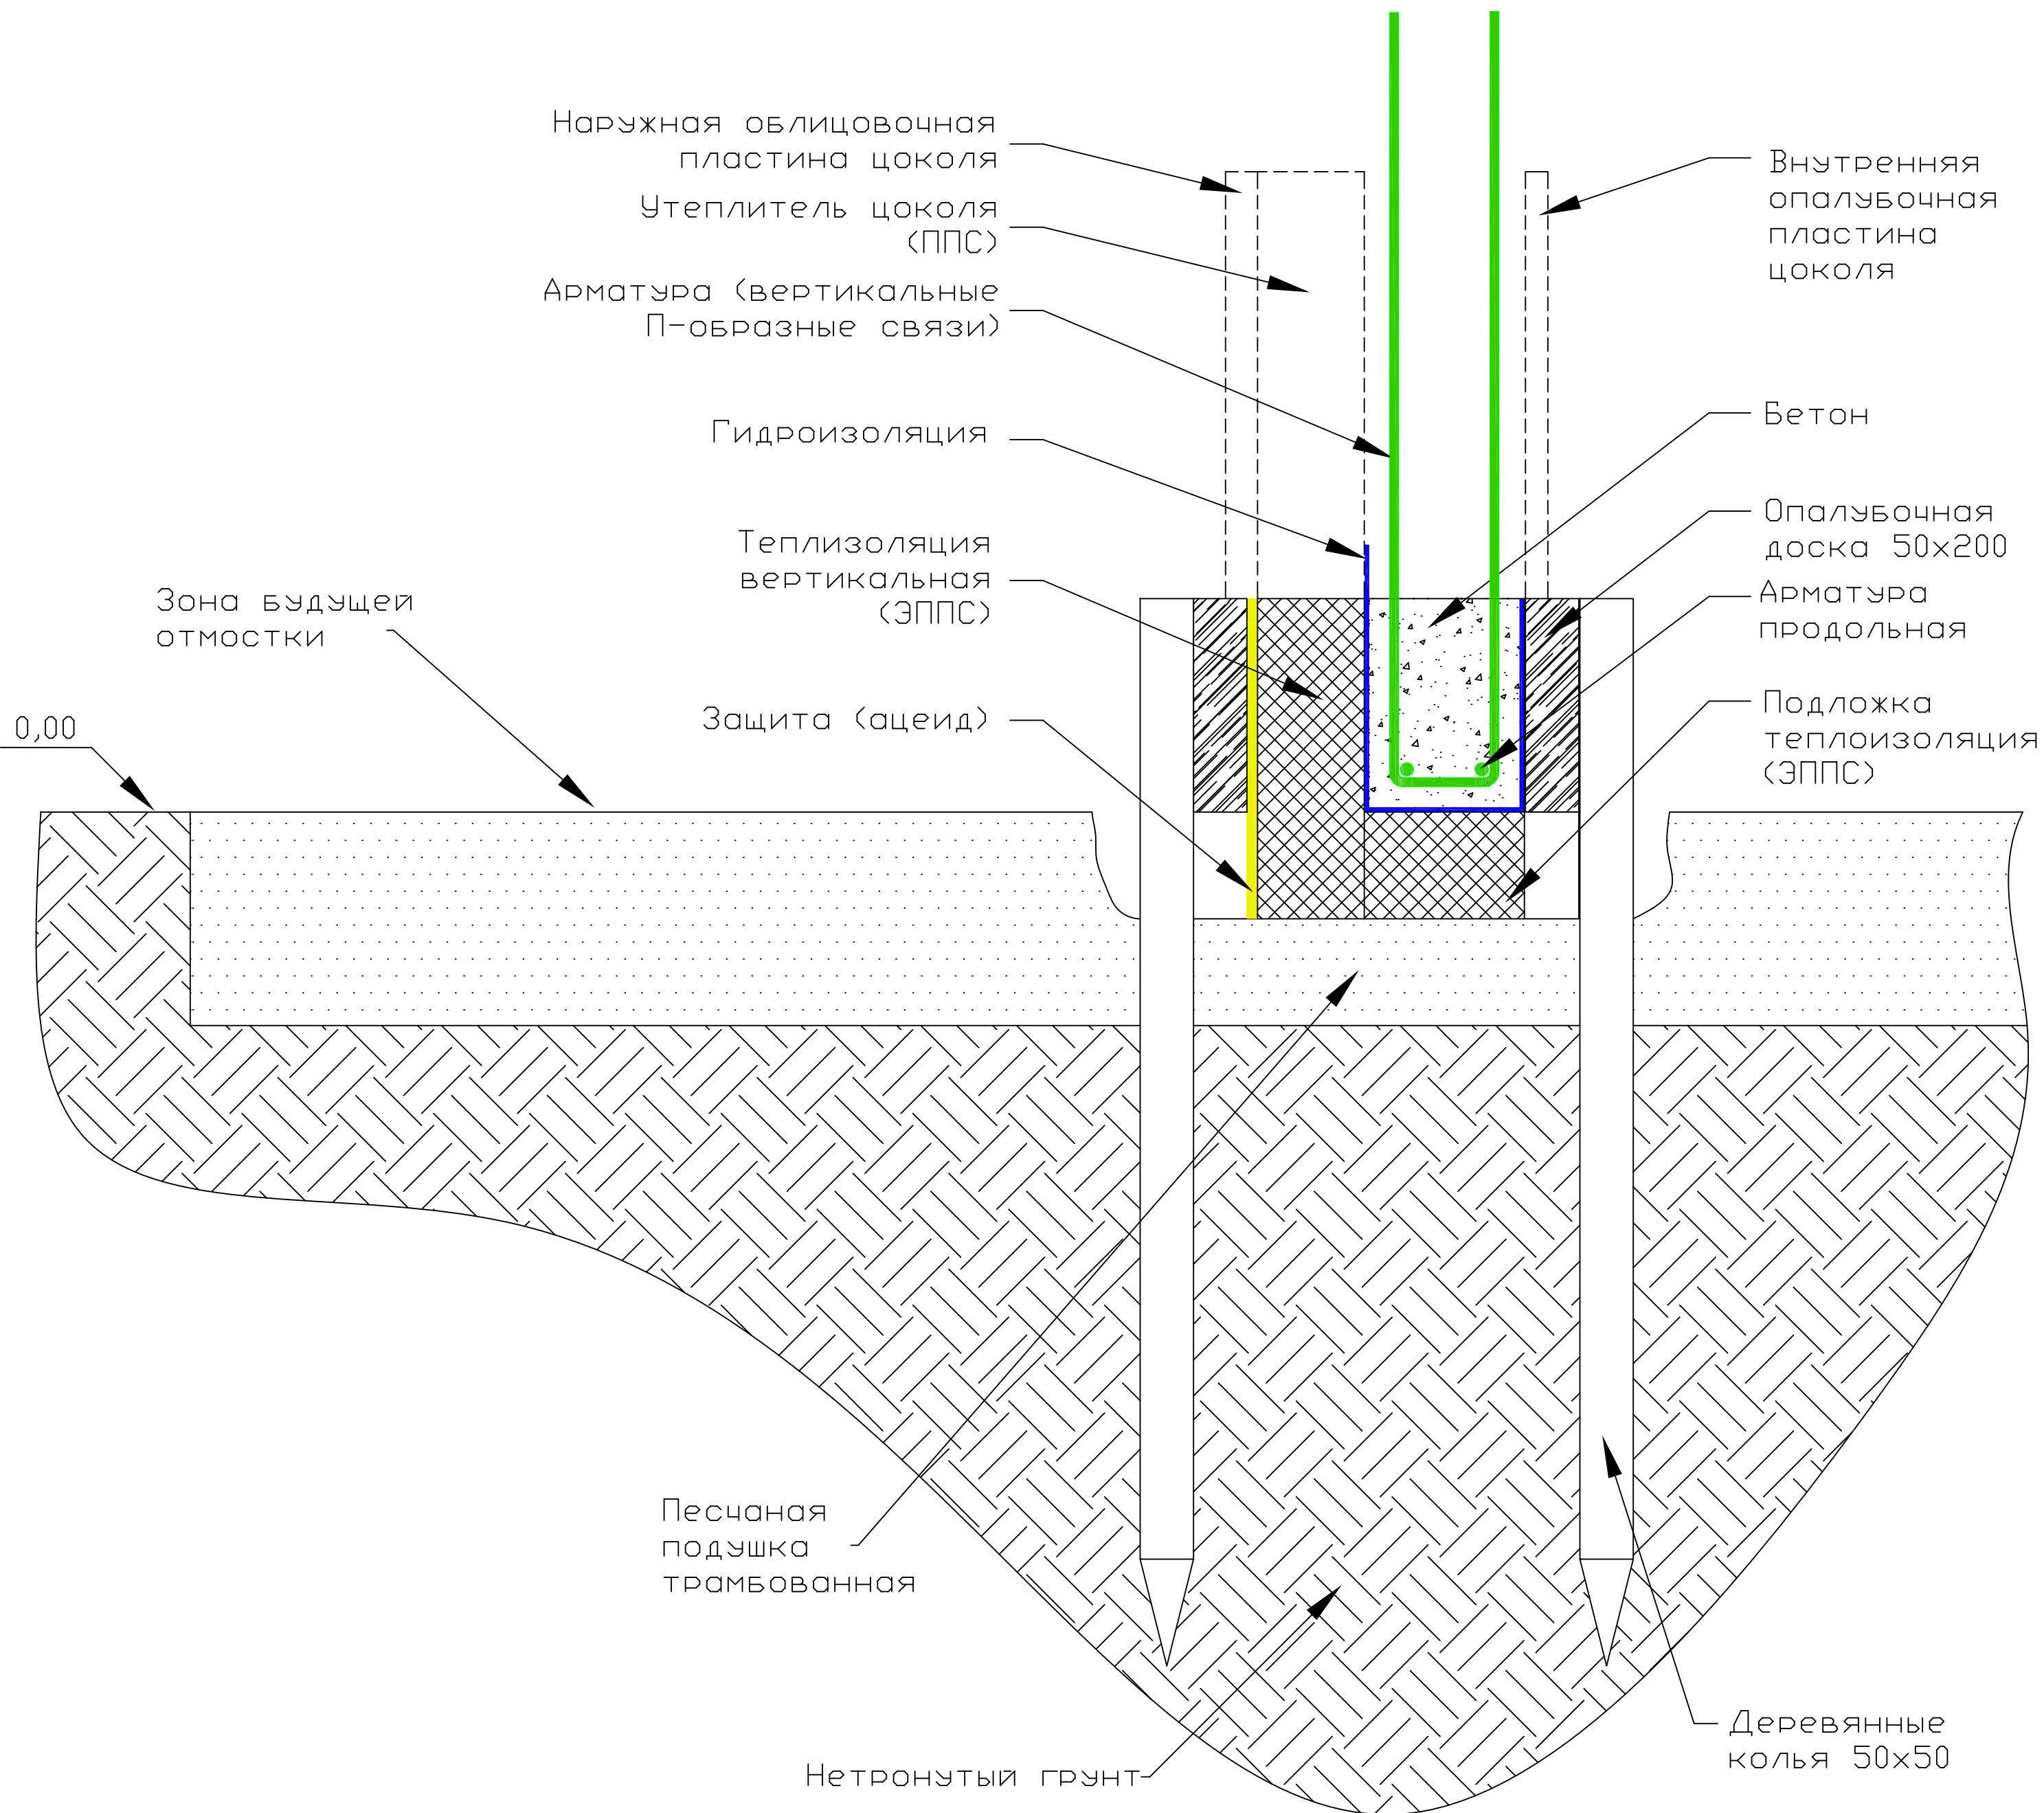 Наружная облицовочная
пластина цоколя
Утеплитель цоколя
(ППС)
Арматура (вертикальные
П-образные связи)
Гидроизоляция
Теплизоляция
вертикальная
(ЭППС)
Зона будущей
отмостки
Защита (ацеид)
0,00
Внутренняя
опалубочная
пластина
цоколя
Бетон
Опалубочная
доска 50х200
Арматура
продольная
Подложка
теплоизоляция
(ЭППС)
Песчаная
подушка
трамбованная
Нетронутый грунт
Деревянные
колья 50х50